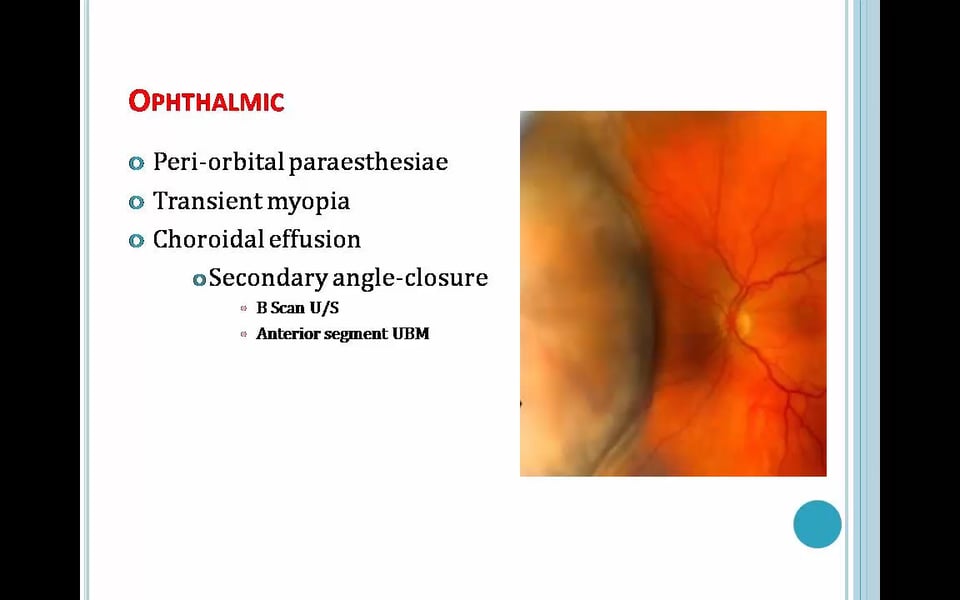 OPHTHALMIC
Peri-orbital paraesthesiae
Transient myopia
Choroidal effusion
Secondary angle-closure
B Scan U/S
Anterior segment UBM